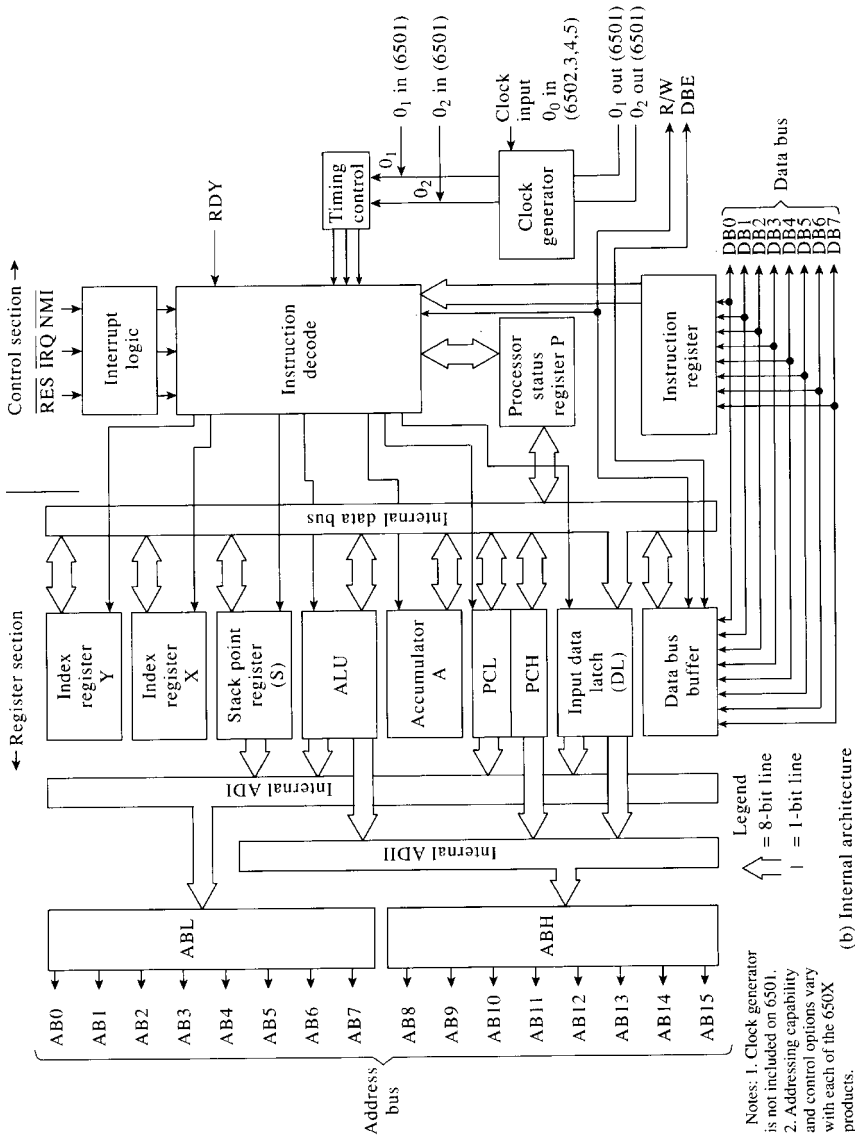 ← Register section
Control section →
RES IRQ NMI
Interrupt
logic
RDY
Instruction
decode
Timing
control
0₁
0₂
0₁ in (6501)
0₂ in (6501)
Clock
input
0₀ in
(6502,3,4,5)
Clock
generator
0₁ out (6501)
0₂ out (6501)
R/W
DBE
Processor
status
register P
Instruction
register
Data bus
DB0
DB1
DB2
DB3
DB4
DB5
DB6
DB7
Internal data bus
Index
register
Y
Index
register
X
Stack point
register
(S)
ALU
Accumulator
A
PCL
PCH
Input data
latch
(DL)
Data bus
buffer
Internal ADI
Internal ADII
ABL
ABH
Address
bus
AB0
AB1
AB2
AB3
AB4
AB5
AB6
AB7
AB8
AB9
AB10
AB11
AB12
AB13
AB14
AB15
Legend
= 8-bit line
= 1-bit line
Notes: 1. Clock generator
is not included on 6501.
2. Addressing capability
and control options vary
with each of the 650X
products.
(b) Internal architecture